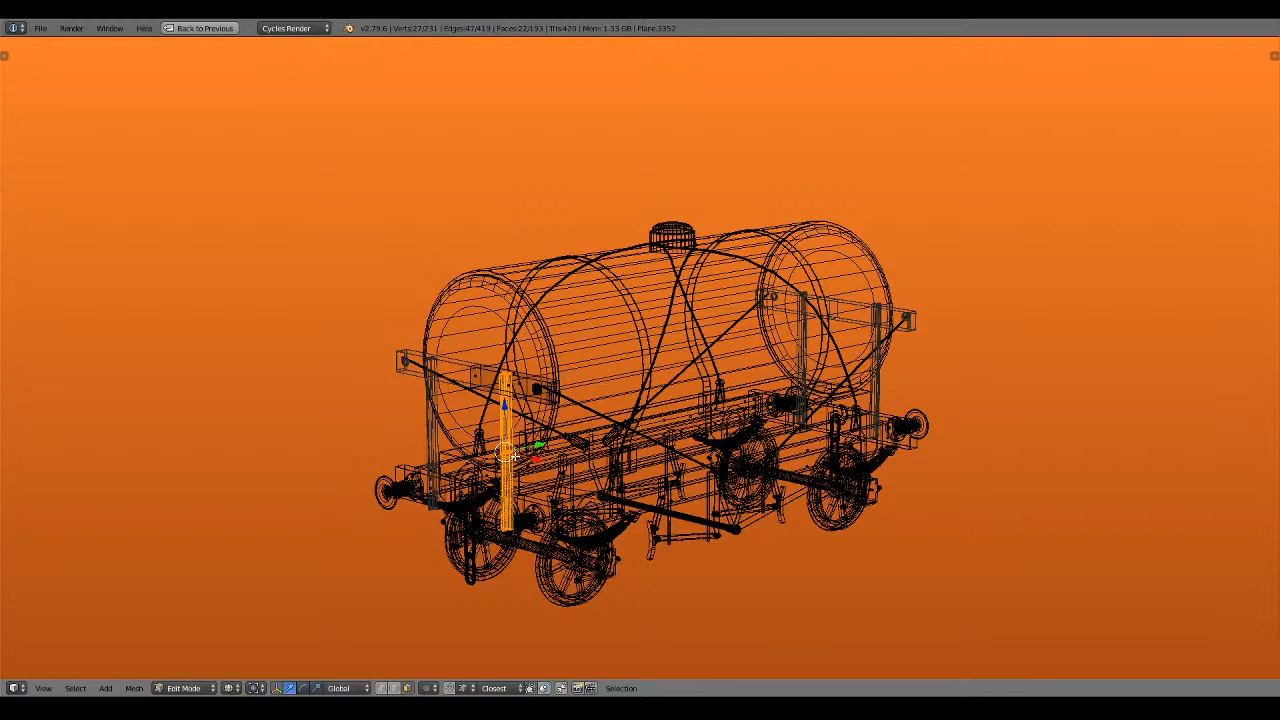 File Render Window Help Back to Previous Cycles Render v2.79.6 | Verts:27/231 | Edges:47/419 | Faces:22/193 | Tris:420 | Mem: 1.33 GB | Plane.3352
View Select Add Mesh Edit Mode Global Closest Selection